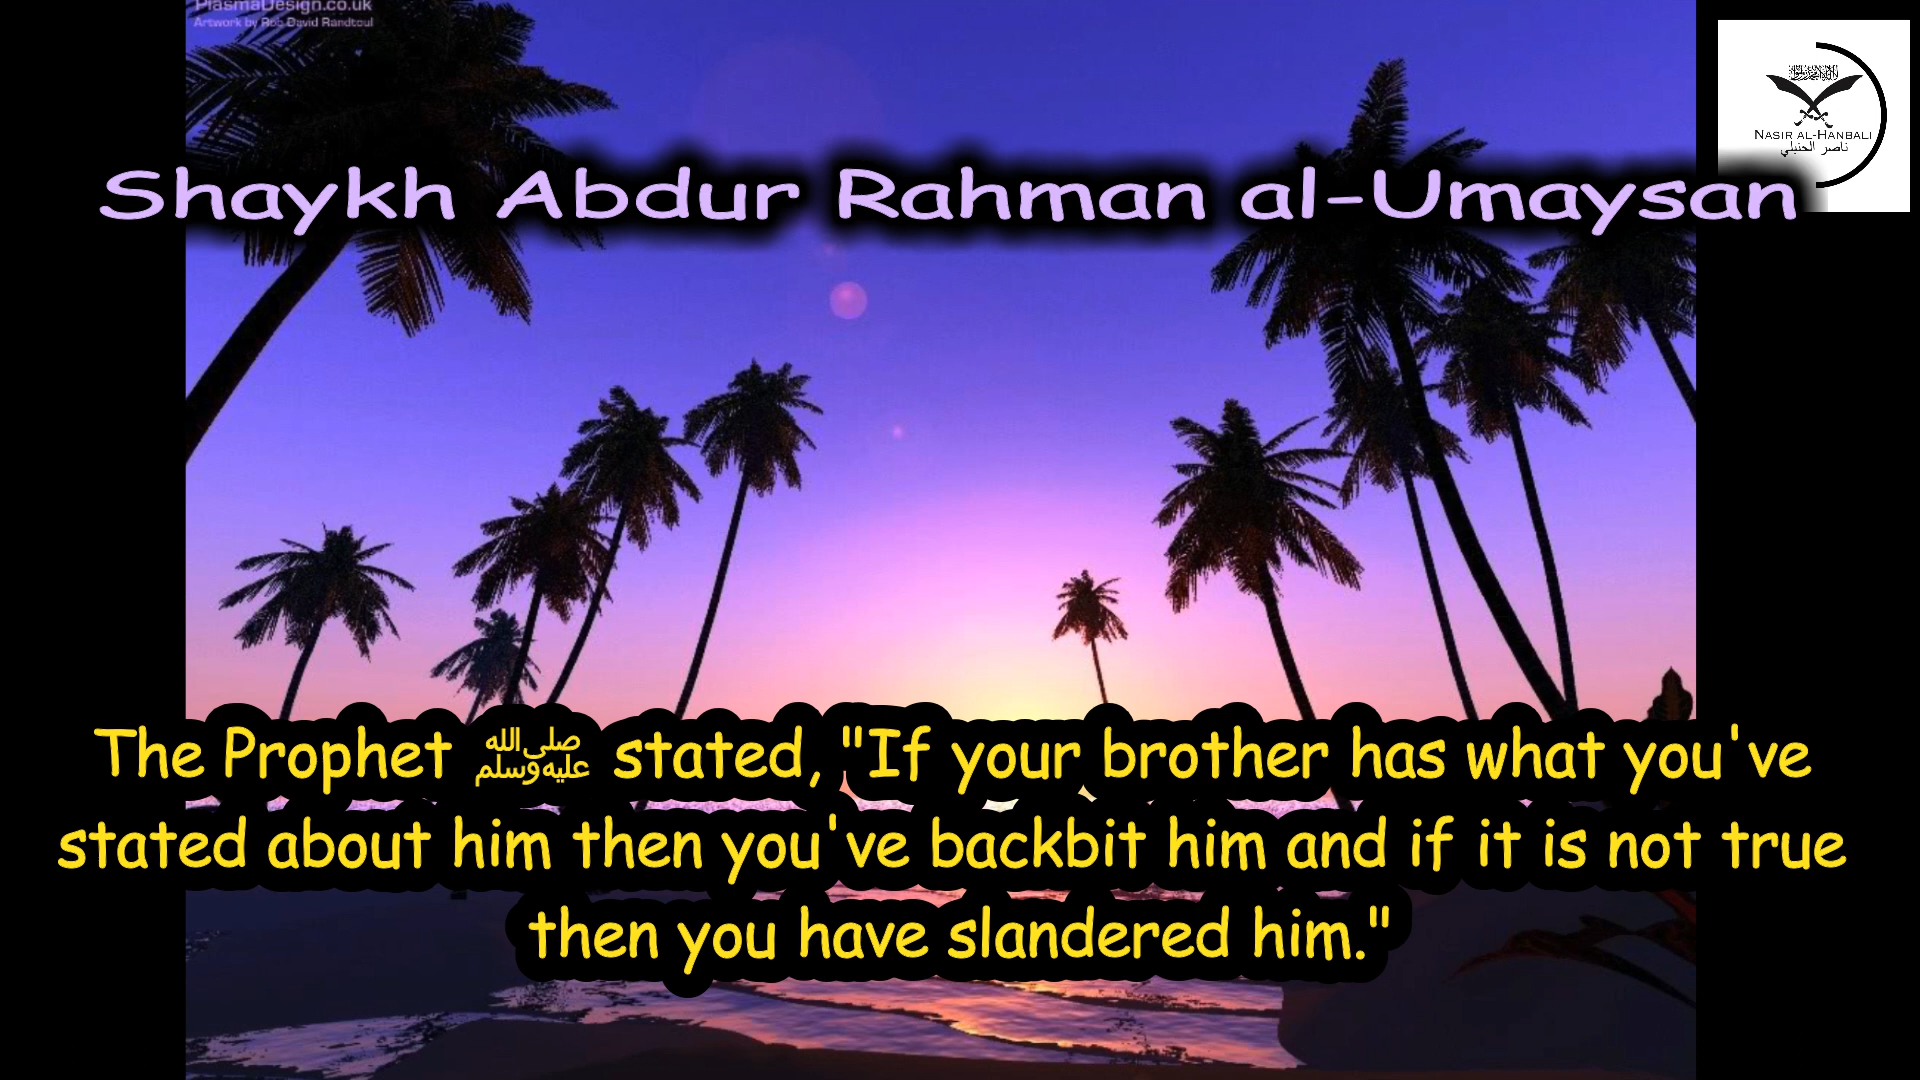 PlasmaDesign.co.uk
Artwork by Rob David Randtoul
NASIR AL-HANBALI
ناصر الحنبلي
Shaykh Abdur Rahman al-Umaysan
The Prophet ﷺ stated, "If your brother has what you've
stated about him then you've backbit him and if it is not true
then you have slandered him."